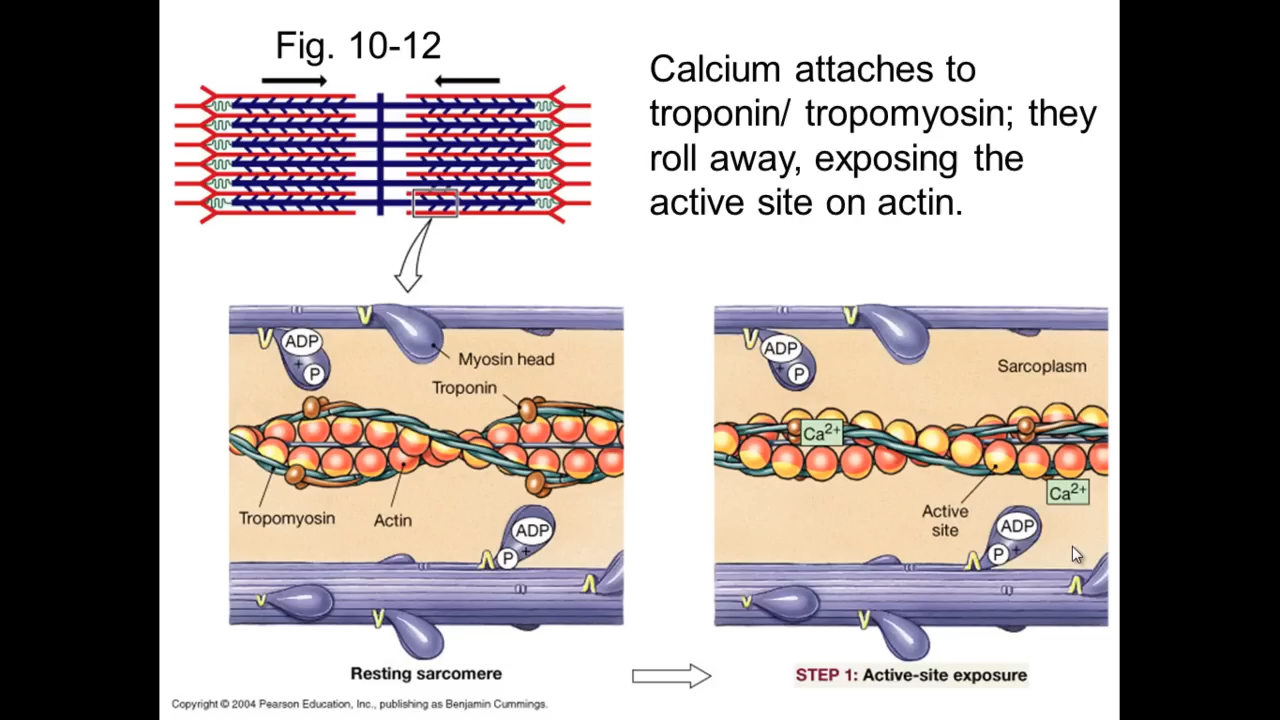 Fig. 10-12
Calcium attaches to
troponin/ tropomyosin; they
roll away, exposing the
active site on actin.
ADP
+
P
Myosin head
Troponin
Tropomyosin
Actin
ADP
+
P
Resting sarcomere
ADP
+
P
Sarcoplasm
Ca2+
Ca2+
Active
site
ADP
+
P
STEP 1: Active-site exposure
Copyright © 2004 Pearson Education, Inc., publishing as Benjamin Cummings.